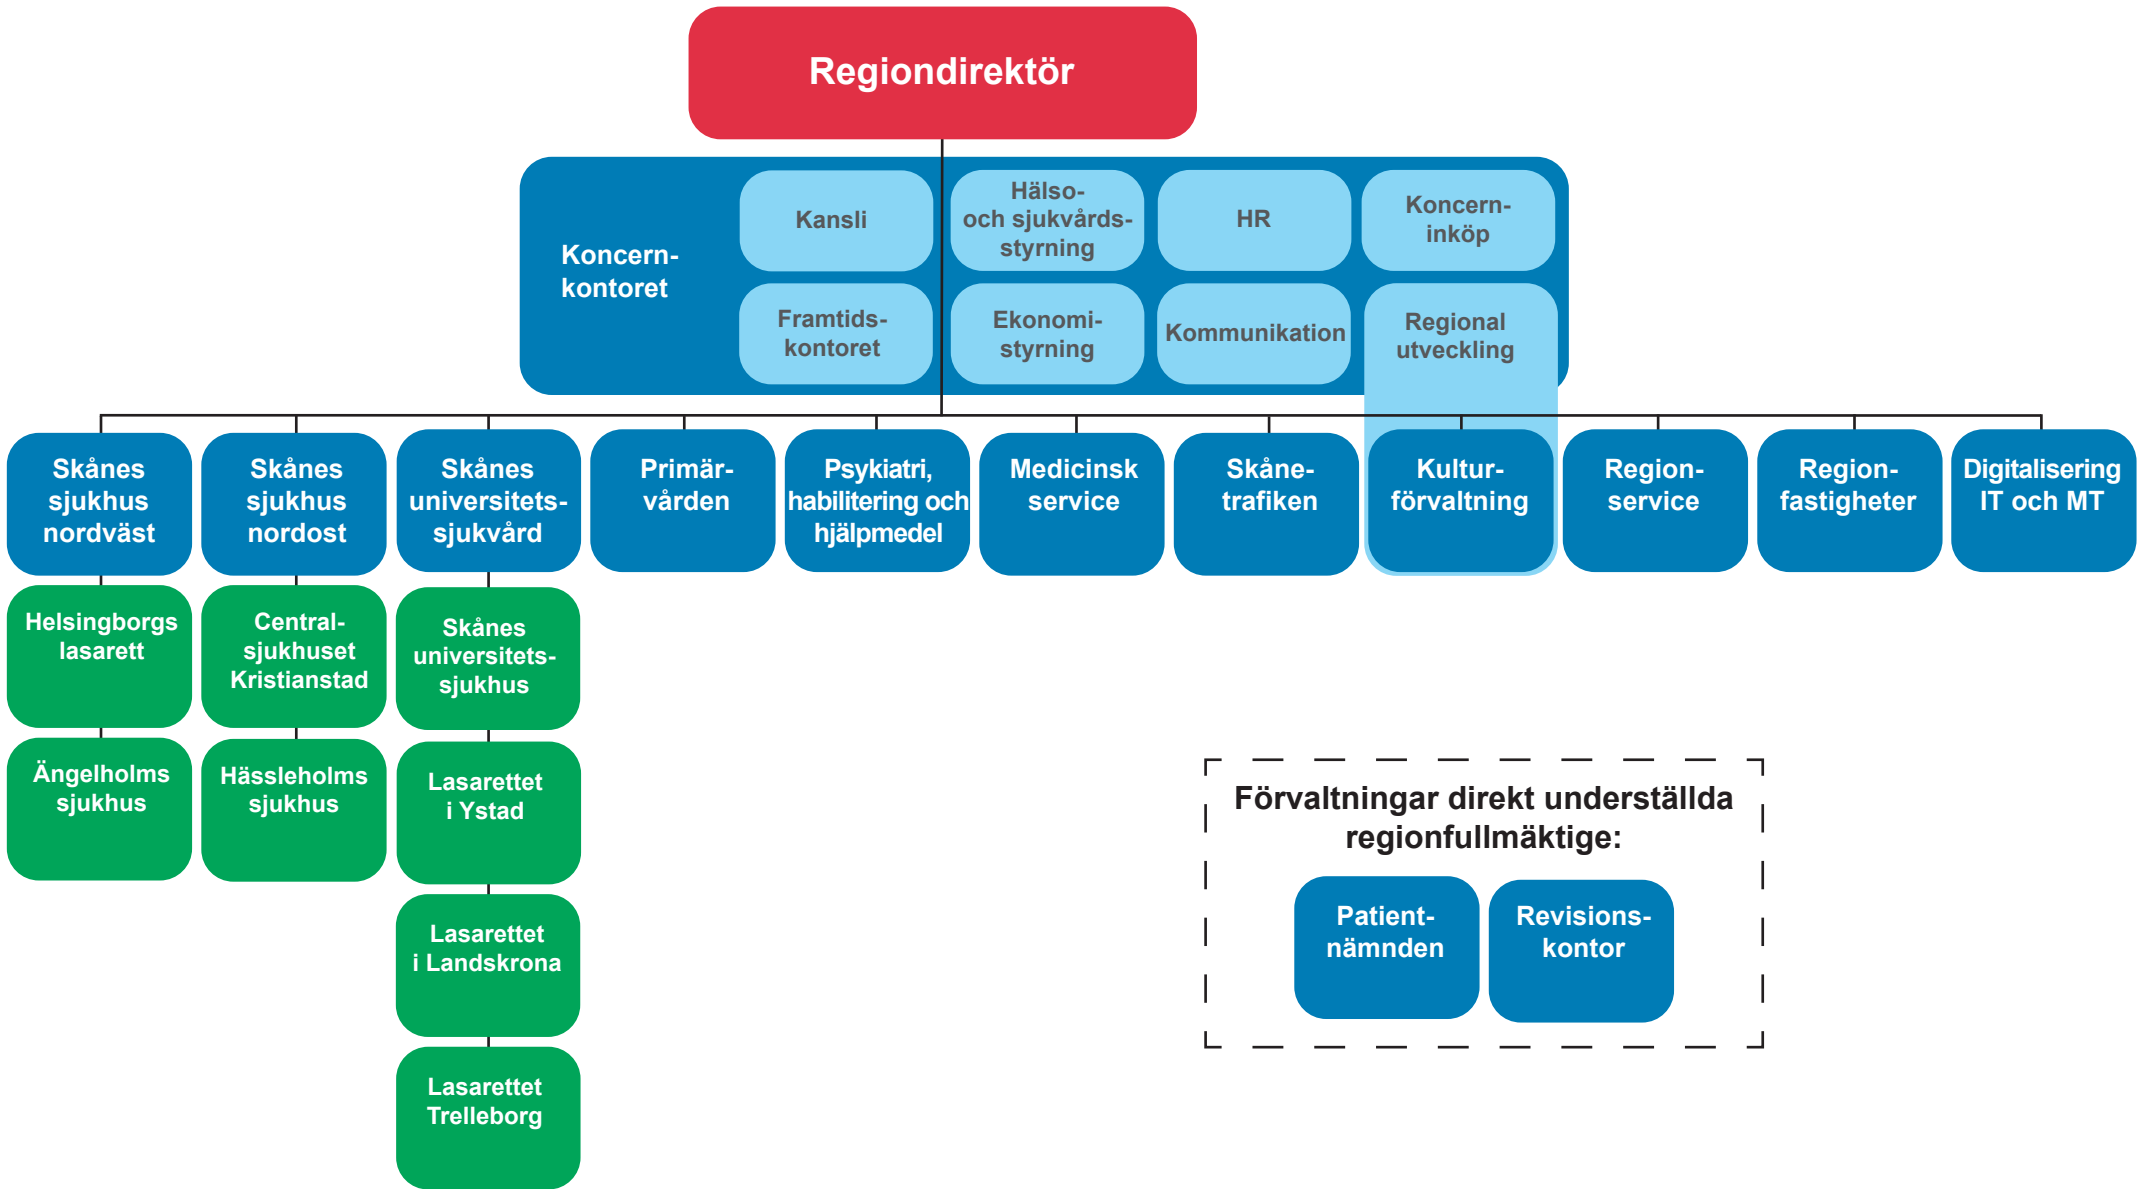 Regiondirektör
Koncern-
kontoret
Kansli
Hälso-
och sjukvårds-
styrning
HR
Koncern-
inköp
Framtids-
kontoret
Ekonomi-
styrning
Kommunikation
Regional
utveckling
Skånes
sjukhus
nordväst
Skånes
sjukhus
nordost
Skånes
universitets-
sjukvård
Primär-
vården
Psykiatri,
habilitering och
hjälpmedel
Medicinsk
service
Skåne-
trafiken
Kultur-
förvaltning
Region-
service
Region-
fastigheter
Digitalisering
IT och MT
Helsingborgs
lasarett
Central-
sjukhuset
Kristianstad
Skånes
universitets-
sjukhus
Ängelholms
sjukhus
Hässleholms
sjukhus
Lasarettet
i Ystad
Lasarettet
i Landskrona
Lasarettet
Trelleborg
Förvaltningar direkt underställda
regionfullmäktige:
Patient-
nämnden
Revisions-
kontor